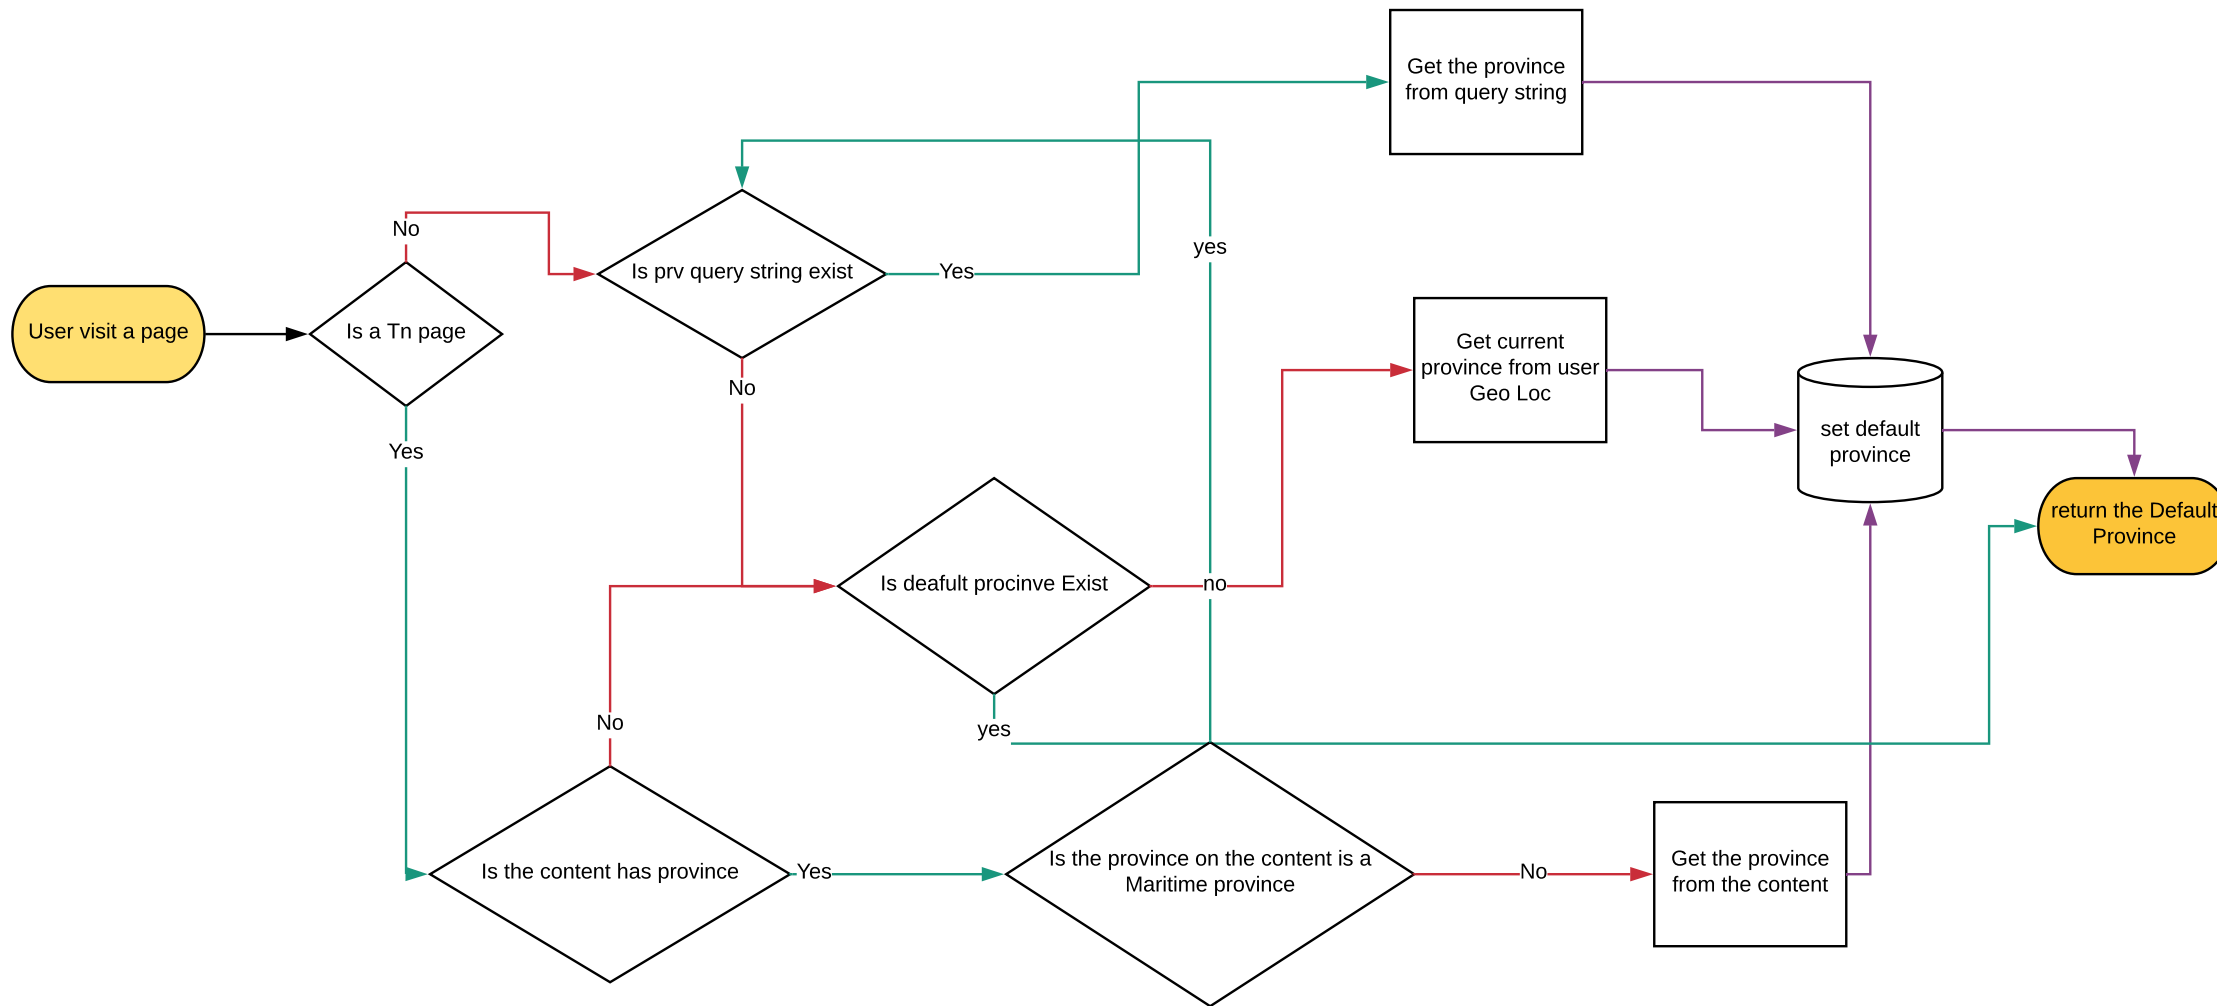 Get the province
from query string
No
yes
Is prv query string exist
Yes
User visit a page
Is a Tn page
Get current
province from user
Geo Loc
No
set default
province
Yes
return the Default
Province
Is deafult procinve Exist
no
No
yes
Is the content has province
Yes
Is the province on the content is a
Maritime province
No
Get the province
from the content